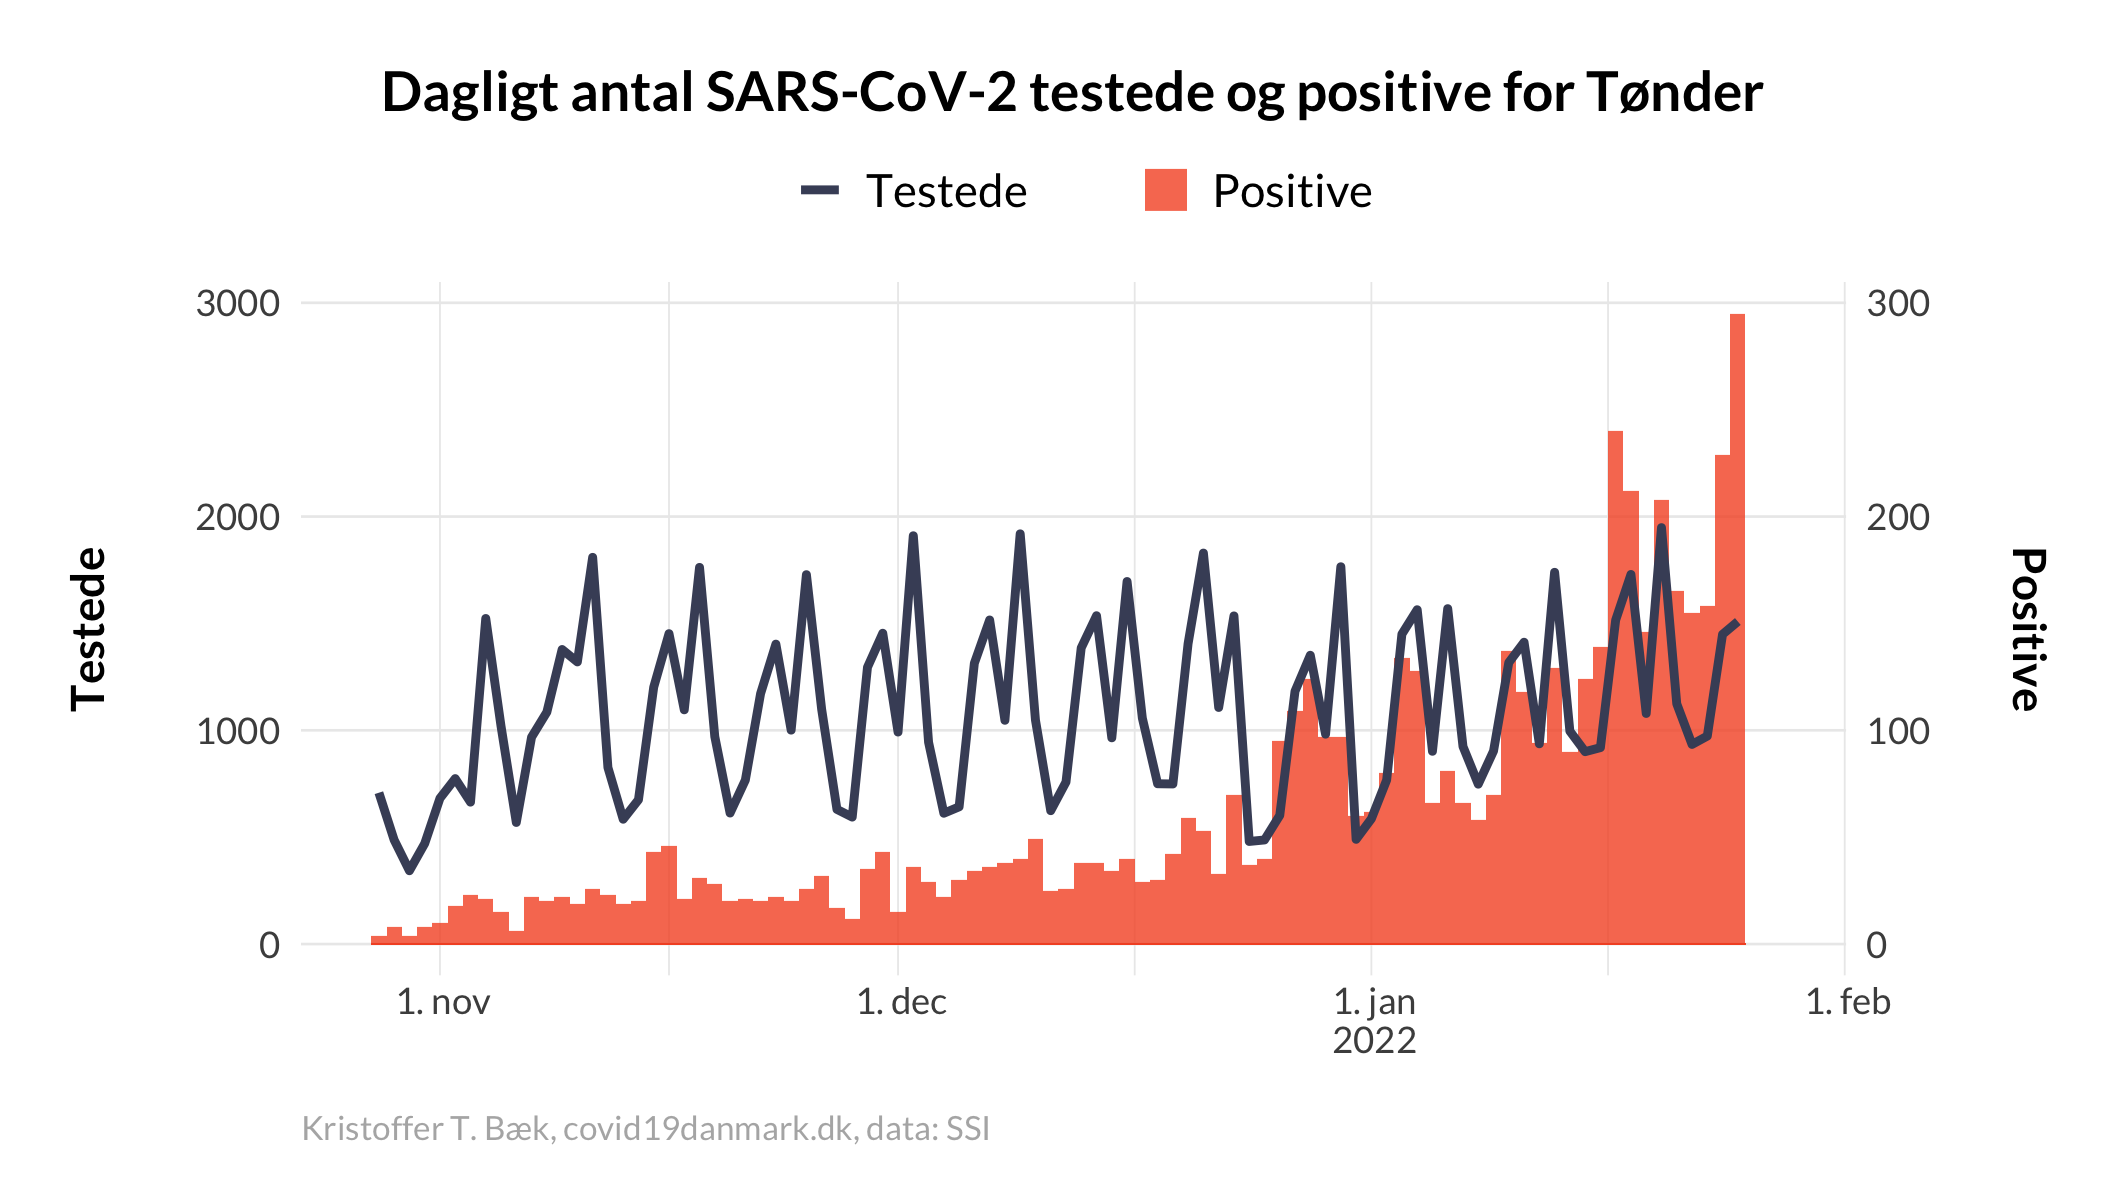 Dagligt antal SARS-CoV-2 testede og positive for Tønder
Testede
Positive
3000
2000
1000
0
Testede
300
200
100
0
Positive
1. nov
1. dec
1. jan
2022
1. feb
Kristoffer T. Bæk, covid19danmark.dk, data: SSI